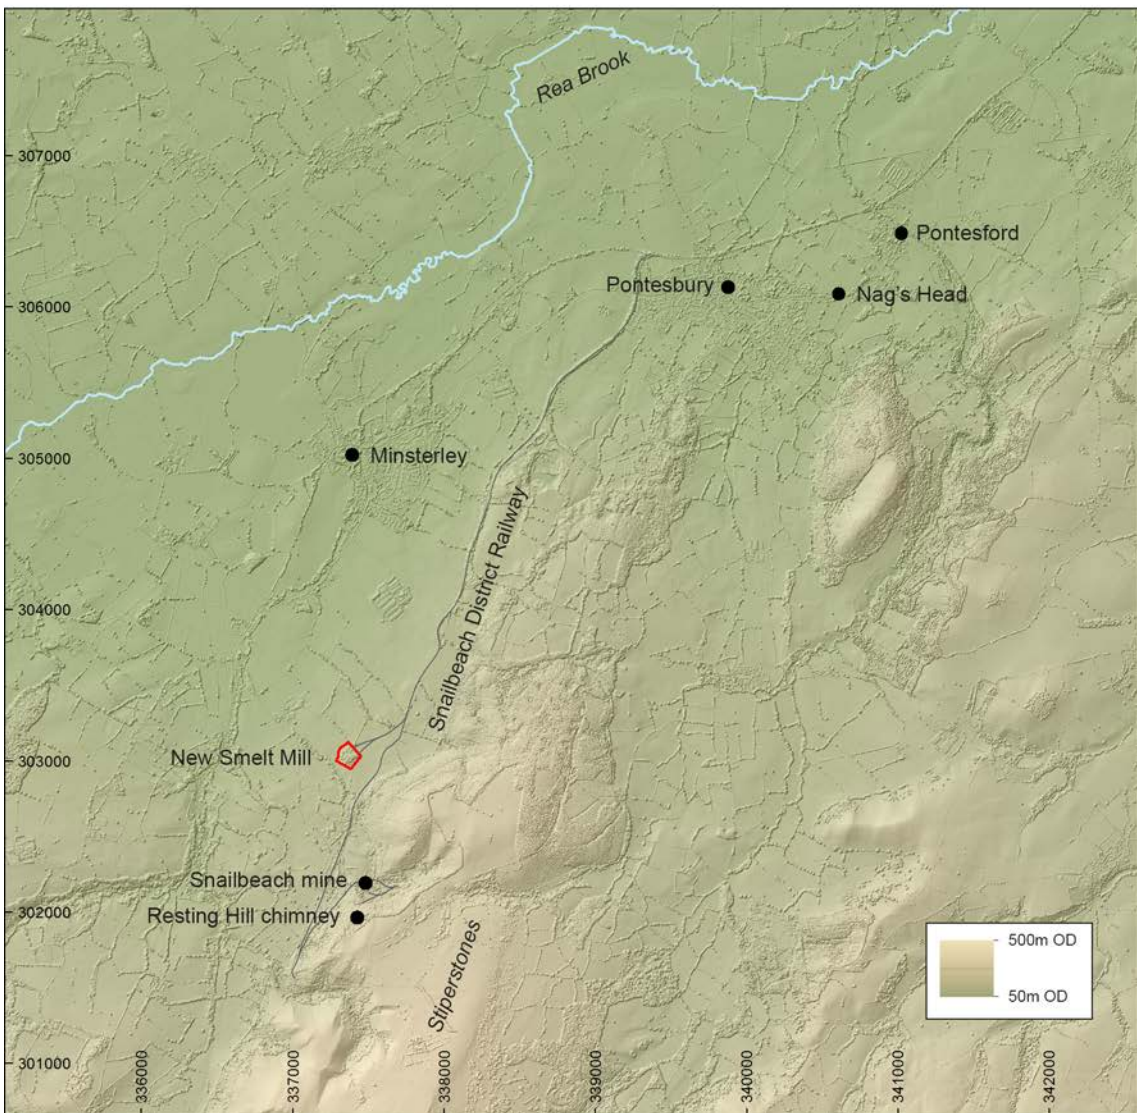 Rea Brook
307000
Pontesford
Pontesbury
Nag's Head
306000
Minsterley
305000
Snailbeach District Railway
304000
New Smelt Mill
303000
Snailbeach mine
302000
Resting Hill chimney
Stiperstones
500m OD
50m OD
301000
336000
337000
338000
339000
340000
341000
342000